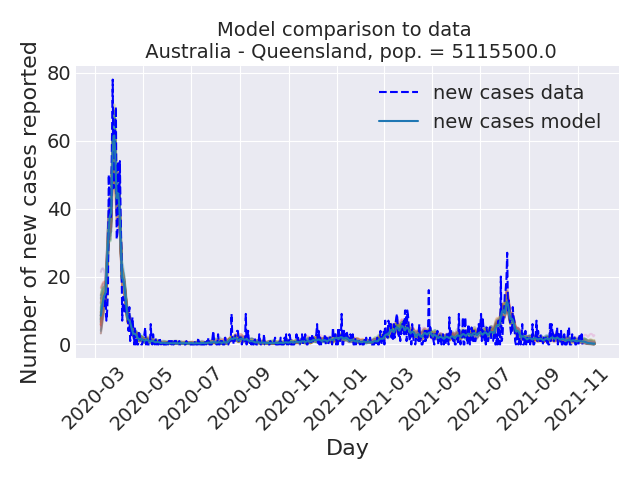 Model comparison to data
Australia - Queensland, pop. = 5115500.0
Number of new cases reported
80
60
40
20
0
new cases data
new cases model
2020-03
2020-05
2020-07
2020-09
2020-11
2021-01
2021-03
2021-05
2021-07
2021-09
2021-11
Day